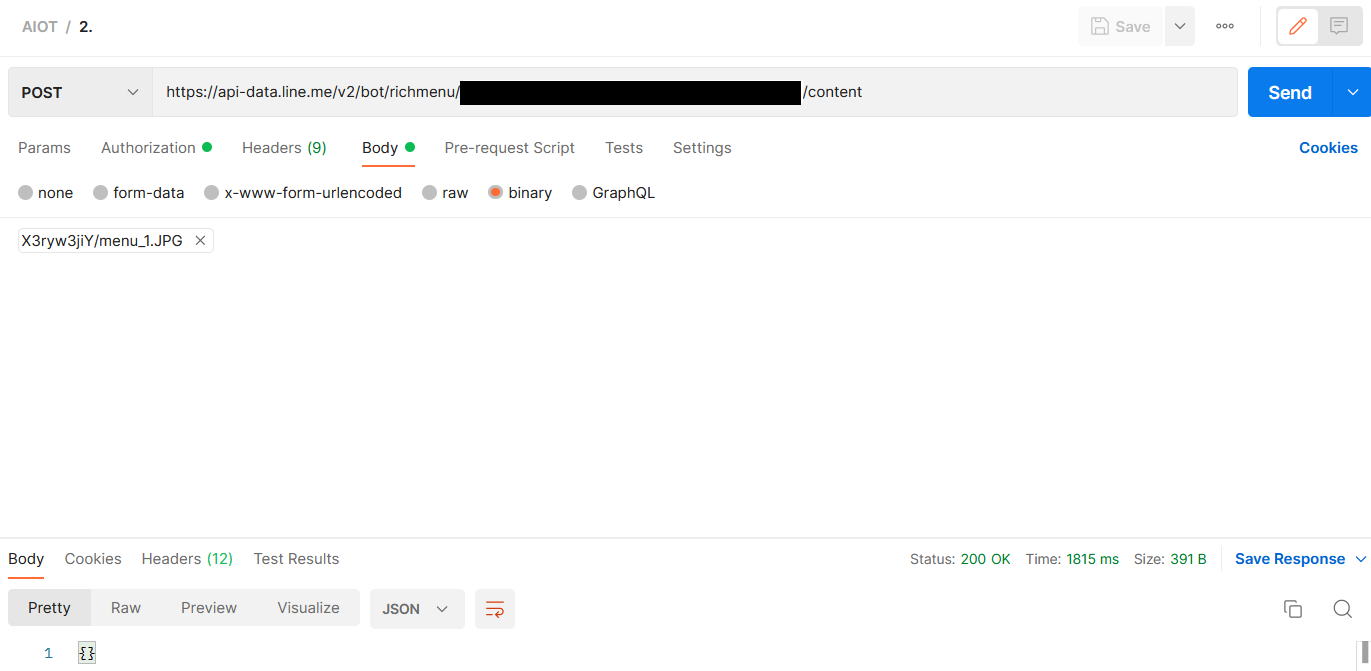 AIOT / 2.
Save
POST
https://api-data.line.me/v2/bot/richmenu/ /content
Send
Params Authorization Headers (9) Body Pre-request Script Tests Settings Cookies
none form-data x-www-form-urlencoded raw binary GraphQL
X3ryw3jiY/menu_1.JPG
Body Cookies Headers (12) Test Results Status: 200 OK Time: 1815 ms Size: 391 B Save Response
Pretty Raw Preview Visualize JSON
1 {}